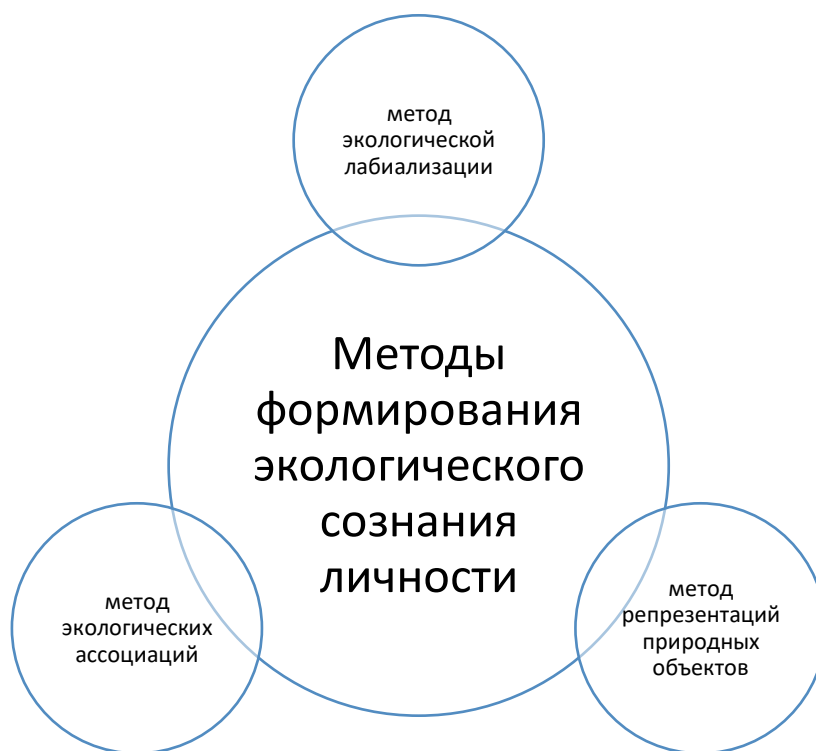 метод
экологической
лабиализации
Методы
формирования
экологического
сознания
личности
метод
экологических
ассоциаций
метод
репрезентаций
природных
объектов